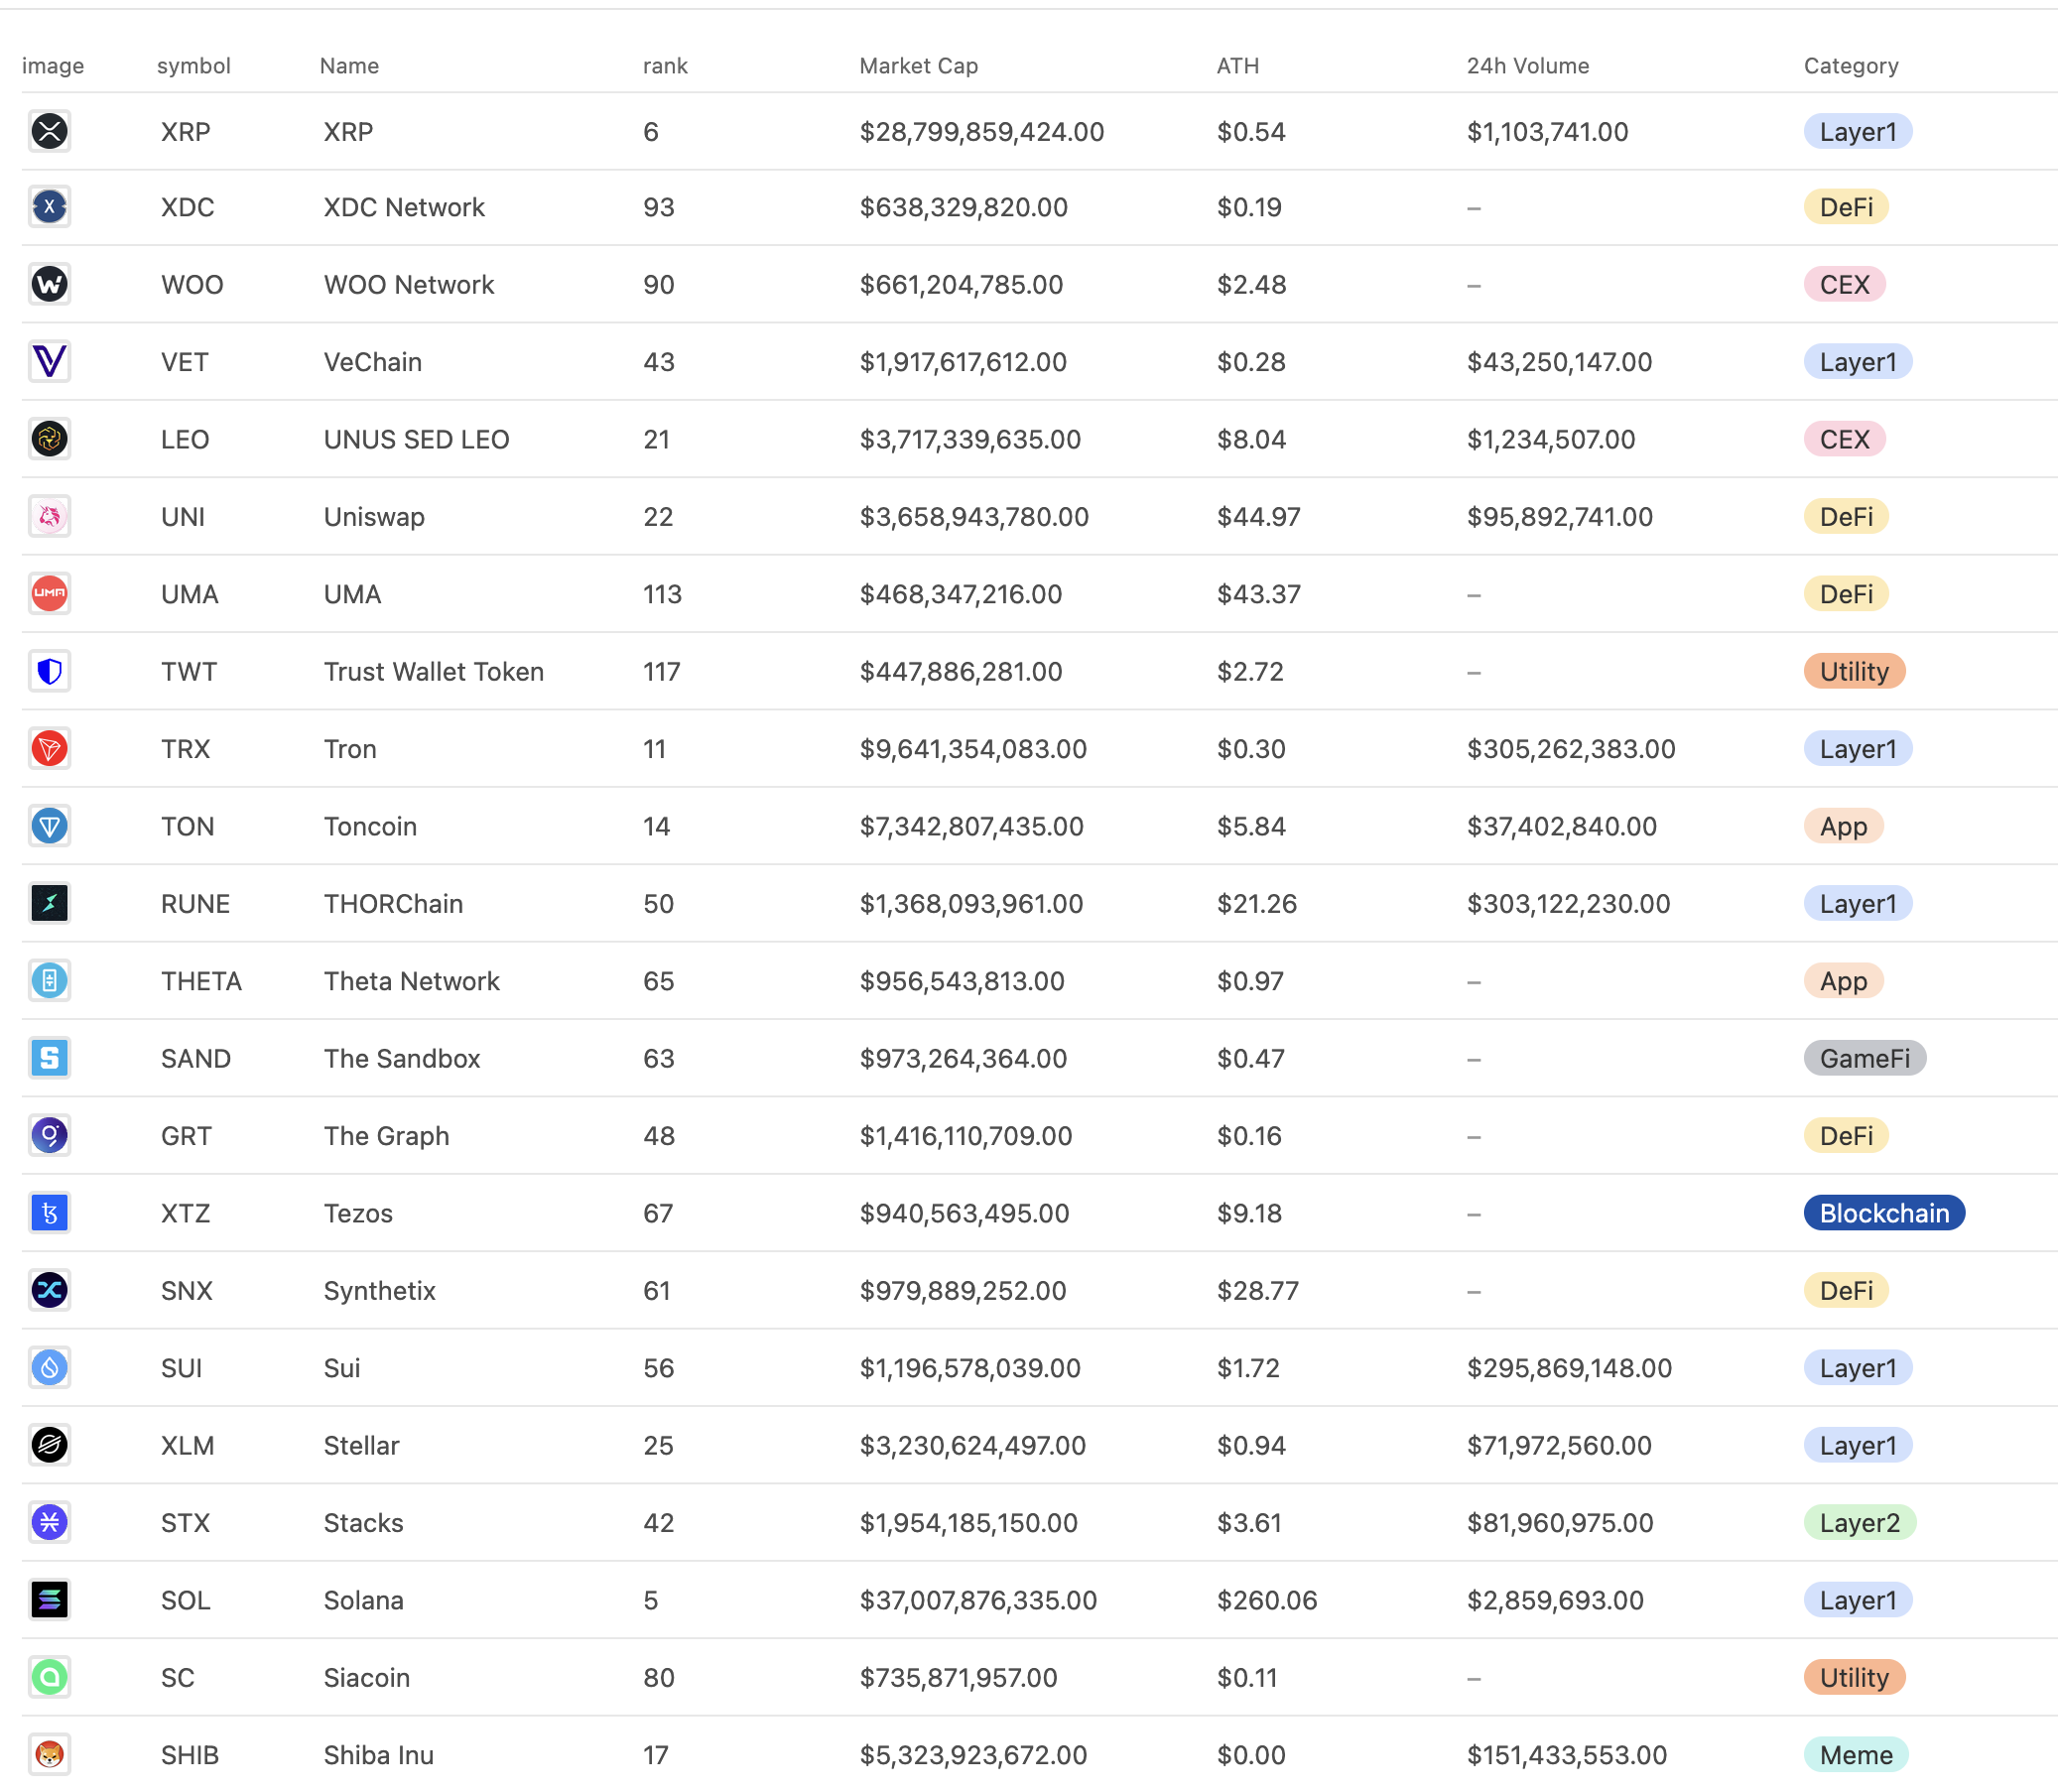 image symbol Name rank Market Cap ATH 24h Volume Category
XRP XRP 6 $28,799,859,424.00 $0.54 $1,103,741.00 Layer1
X XDC XDC Network 93 $638,329,820.00 $0.19 – DeFi
W WOO WOO Network 90 $661,204,785.00 $2.48 – CEX
VET VeChain 43 $1,917,617,612.00 $0.28 $43,250,147.00 Layer1
LEO UNUS SED LEO 21 $3,717,339,635.00 $8.04 $1,234,507.00 CEX
UNI Uniswap 22 $3,658,943,780.00 $44.97 $95,892,741.00 DeFi
UMA UMA UMA 113 $468,347,216.00 $43.37 – DeFi
TWT Trust Wallet Token 117 $447,886,281.00 $2.72 – Utility
TRX Tron 11 $9,641,354,083.00 $0.30 $305,262,383.00 Layer1
TON Toncoin 14 $7,342,807,435.00 $5.84 $37,402,840.00 App
RUNE THORChain 50 $1,368,093,961.00 $21.26 $303,122,230.00 Layer1
THETA Theta Network 65 $956,543,813.00 $0.97 – App
S SAND The Sandbox 63 $973,264,364.00 $0.47 – GameFi
GRT The Graph 48 $1,416,110,709.00 $0.16 – DeFi
XTZ Tezos 67 $940,563,495.00 $9.18 – Blockchain
SNX Synthetix 61 $979,889,252.00 $28.77 – DeFi
SUI Sui 56 $1,196,578,039.00 $1.72 $295,869,148.00 Layer1
XLM Stellar 25 $3,230,624,497.00 $0.94 $71,972,560.00 Layer1
STX Stacks 42 $1,954,185,150.00 $3.61 $81,960,975.00 Layer2
SOL Solana 5 $37,007,876,335.00 $260.06 $2,859,693.00 Layer1
SC Siacoin 80 $735,871,957.00 $0.11 – Utility
SHIB Shiba Inu 17 $5,323,923,672.00 $0.00 $151,433,553.00 Meme